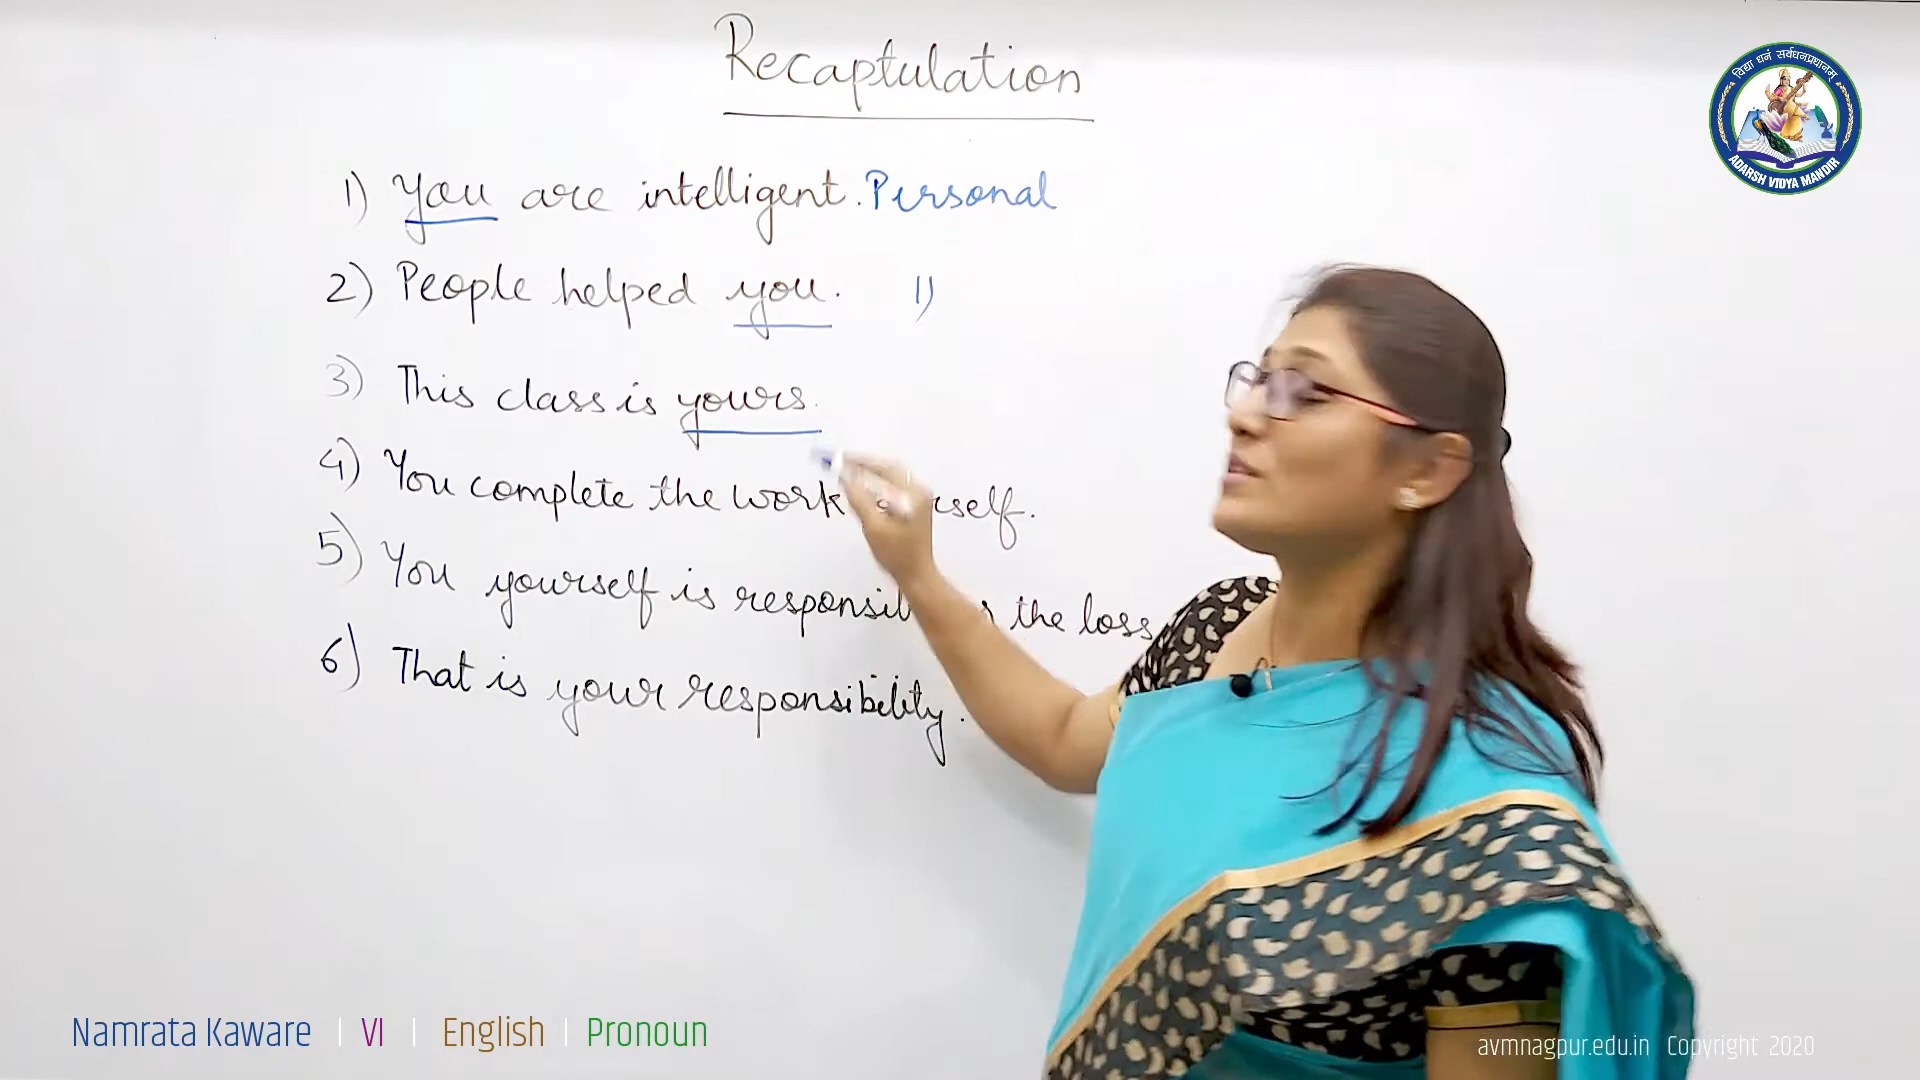 Recaptulation
विद्या धनं सर्वधनप्रधानम्
ADARSH VIDYA MANDIR
1) You are intelligent. Personal
2) People helped you. 1)
3) This class is yours.
4) You complete the work
5) You yourself is the loss
6) That is your responsibility.
Namrata Kaware | VI | English | Pronoun
avmnagpur.edu.in Copyright 2020